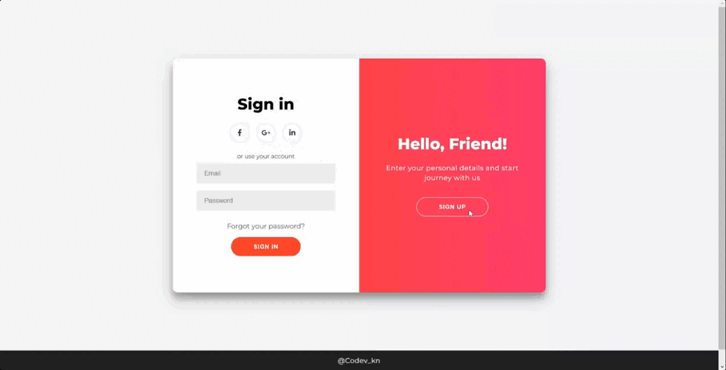 Sign in
f
G+
in
or use your account
Email
Password
Forgot your password?
SIGN IN
Hello, Friend!
Enter your personal details and start
journey with us
SIGN UP
@Codev_kn